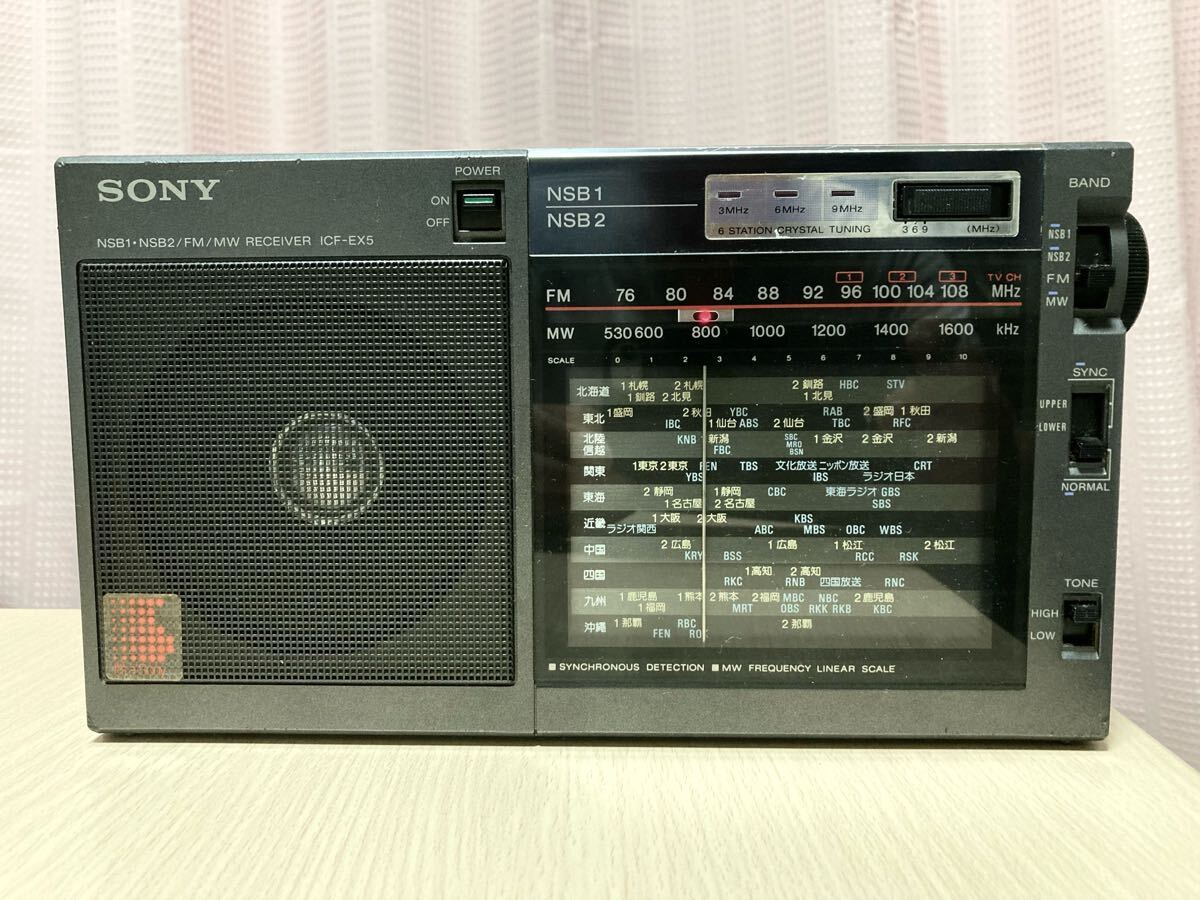 SONY
POWER
ON
OFF
NSB1•NSB2/FM/MW RECEIVER ICF-EX5
NSB1
NSB2
3MHz 6MHz 9MHz
6 STATION CRYSTAL TUNING
3 6 9 (MHz)
1 2 3 TV CH
FM 76 80 84 88 92 96 100 104 108 MHz
MW 530 600 800 1000 1200 1400 1600 kHz
SCALE 0 1 2 3 4 5 6 7 8 9 10
北海道 1札幌 2札幌 2釧路 HBC STV
1釧路 2北見 1北見
東北 1盛岡 2秋田 YBC RAB 2盛岡 1秋田
IBC 1仙台 ABS 2仙台 TBC RFC
北陸 KNB 新潟 SBC 1金沢 2金沢 2新潟
信越 FBC MRO
BSN
関東 1東京 2東京 FEN TBS 文化放送 ニッポン放送 CRT
YBS IBS ラジオ日本
東海 2静岡 1静岡 CBC 東海ラジオ GBS
1名古屋 2名古屋 SBS
近畿 1大阪 2大阪 KBS
ラジオ関西 ABC MBS OBC WBS
中国 2広島 1広島 1松江 2松江
KRY BSS RCC RSK
四国 1高知 2高知
RKC RNB 四国放送 RNC
九州 1鹿児島 1熊本 2熊本 2福岡 MBC NBC 2鹿児島
1福岡 MRT OBS RKK RKB KBC
沖縄 1那覇 RBC 2那覇
FEN ROK
■ SYNCHRONOUS DETECTION ■ MW FREQUENCY LINEAR SCALE
BAND
NSB1
NSB2
FM
MW
SYNC
UPPER
LOWER
NORMAL
TONE
HIGH
LOW